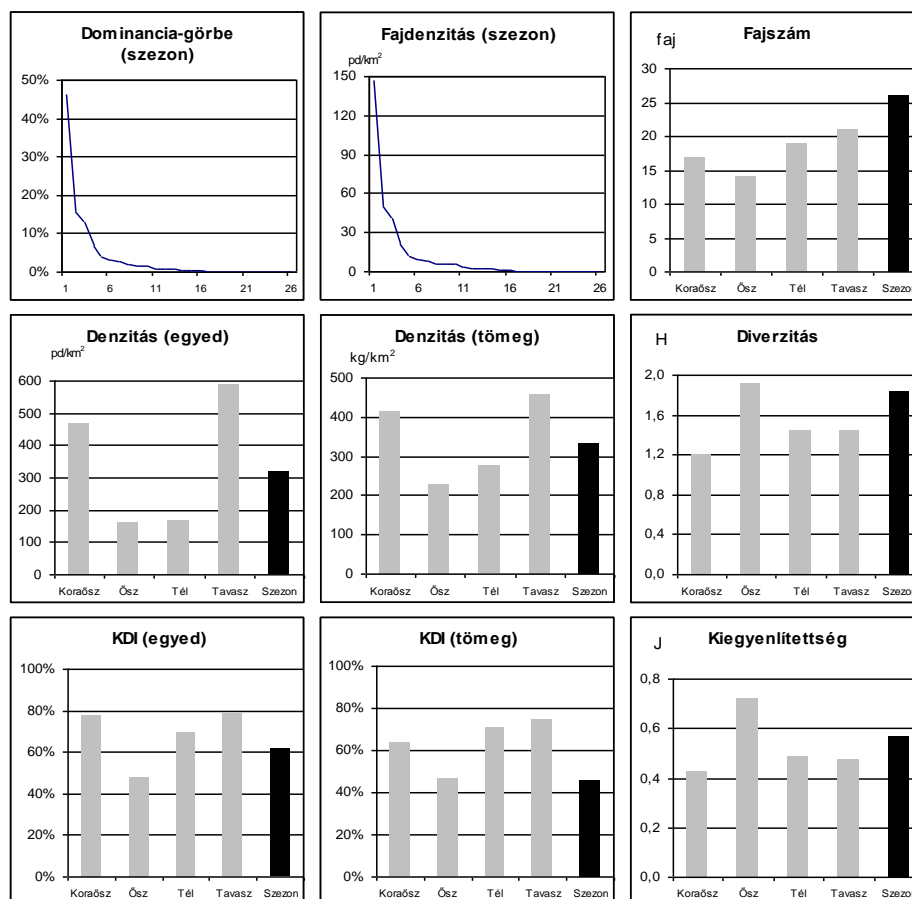 Dominancia-görbe
(szezon)
50%
40%
30%
20%
10%
0%
1 6 11 16 21 26
Fajdenzitás (szezon)
pd/km²
150
120
90
60
30
0
1 6 11 16 21 26
Fajszám
faj
30
25
20
15
10
5
0
Koraősz Ősz Tél Tavasz Szezon
Denzitás (egyed)
pd/km²
600
500
400
300
200
100
0
Koraősz Ősz Tél Tavasz Szezon
Denzitás (tömeg)
kg/km²
500
400
300
200
100
0
Koraősz Ősz Tél Tavasz Szezon
H Diverzitás
2,0
1,6
1,2
0,8
0,4
0,0
Koraősz Ősz Tél Tavasz Szezon
KDI (egyed)
100%
80%
60%
40%
20%
0%
Koraősz Ősz Tél Tavasz Szezon
KDI (tömeg)
100%
80%
60%
40%
20%
0%
Koraősz Ősz Tél Tavasz Szezon
J Kiegyenlítettség
0,8
0,6
0,4
0,2
0,0
Koraősz Ősz Tél Tavasz Szezon